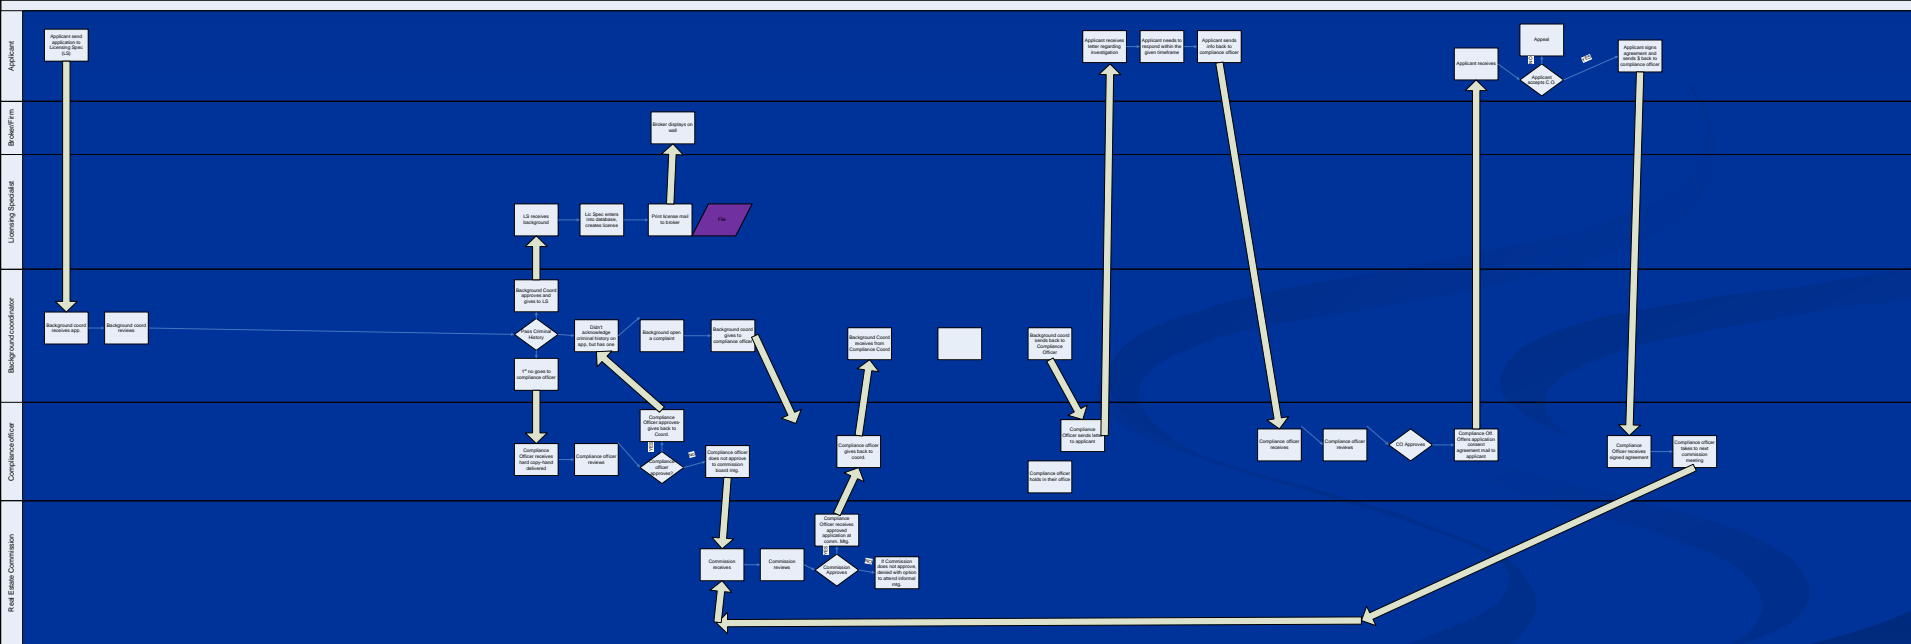 Applicant
Applicant send
application to
Licensing Spec
(LS)
Applicant receives
letter regarding
investigation
Applicant needs to
respond within the
given timeframe
Applicant sends
info back to
compliance officer
Applicant receives
Appeal
NO
Applicant
accepts C.O.
YES
Applicant signs
agreement and
sends $ back to
compliance officer
Broker/Firm
Broker displays on
wall
Licensing Specialist
LS receives
background
Lic Spec enters
into database,
creates license
Print license mail
to broker
File
Background coordinator
Background coord
receives app.
Background coord
reviews
Background Coord
approves and
gives to LS
Pass Criminal
History
1st no goes to
compliance officer
Didn't
acknowledge
criminal history on
app, but has one
Background open
a complaint
Background coord
gives to
compliance officer
Background Coord
receives from
Compliance Coord
Background coord
sends back to
Compliance
Officer
Compliance officer
Compliance
Officer receives
hard copy-hand
delivered
Compliance officer
reviews
Compliance
Officer approves-
gives back to
Coord.
YES
Compliance
officer
approves?
NO
Compliance officer
does not approve
to commission
board mtg.
Compliance officer
gives back to
coord.
Compliance
Officer sends letter
to applicant
Compliance officer
holds in their office
Compliance officer
receives
Compliance officer
reviews
CO Approves
Compliance Off.
Offers application
consent
agreement mail to
applicant
Compliance
Officer receives
signed agreement
Compliance officer
takes to next
commission
meeting
Real Estate Commission
Commission
receives
Commission
reviews
Compliance
Officer receives
approved
application at
comm. Mtg.
YES
Commission
Approves
NO
If Commission
does not approve,
denied with option
to attend informal
mtg.